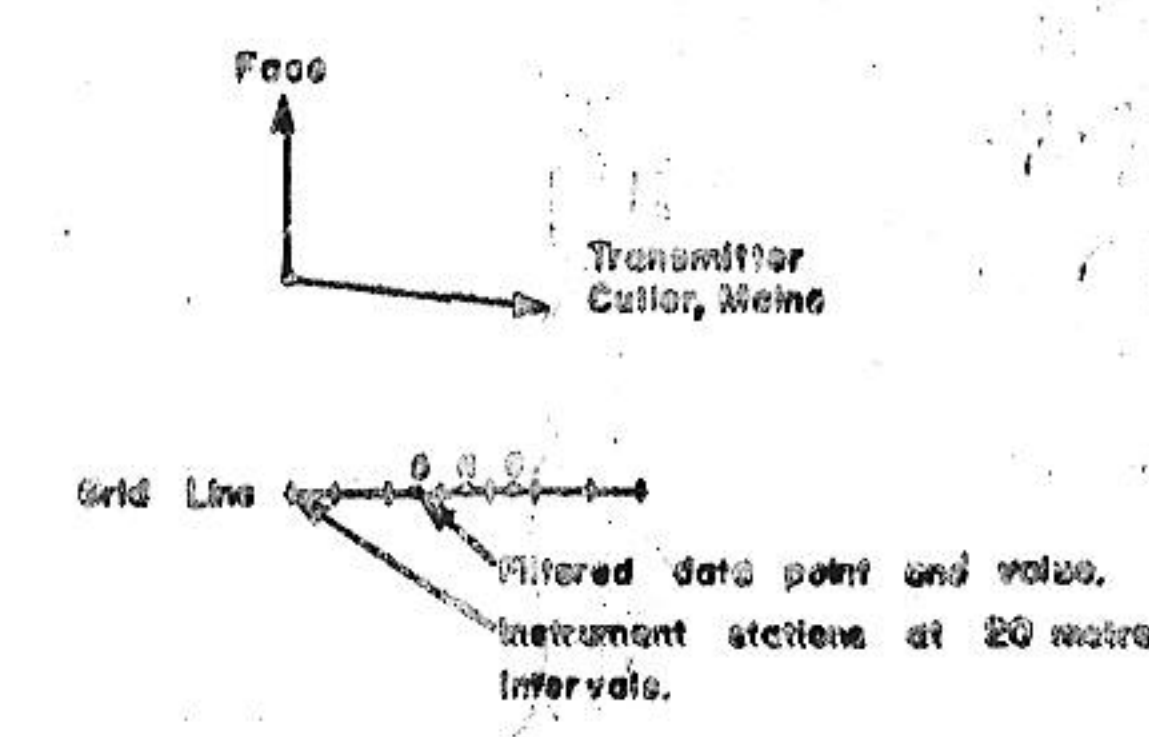 Face
Transmitter
Cutler, Maine
Grid Line
Filtered data point and value.
Instrument stations at 20 metre
intervals.